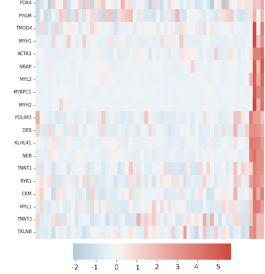 PDK4
PYGM
TMOD4
MYH1
ACTA1
NRAP
MYL2
MYBPC1
MYH2
PDLIM3
DES
KLHL41
NEB
TNNT1
RYR1
CKM
MYL1
TNNT3
TXLNB
-2 -1 0 1 2 3 4 5